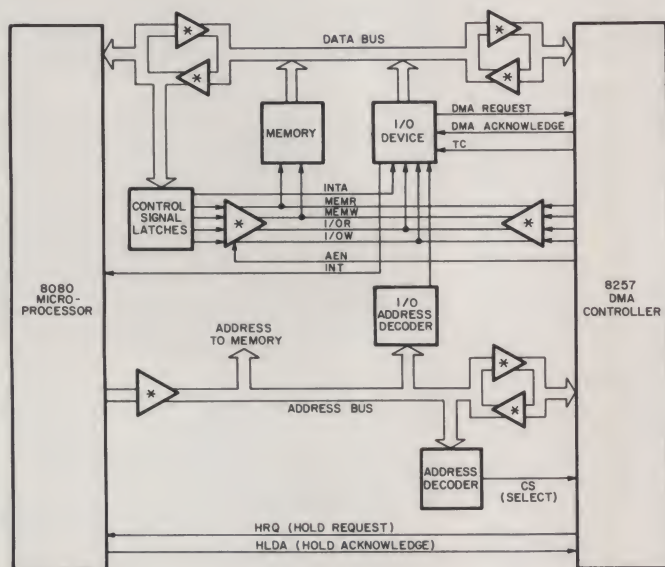 *
*
DATA BUS
*
*
DMA REQUEST
DMA ACKNOWLEDGE
TC
MEMORY
I/O
DEVICE
CONTROL
SIGNAL
LATCHES
*
INTA
MEMR
MEMW
I/OR
I/OW
*
AEN
INT
8080
MICRO-
PROCESSOR
8257
DMA
CONTROLLER
I/O
ADDRESS
DECODER
ADDRESS
TO MEMORY
*
ADDRESS BUS
*
*
ADDRESS
DECODER
CS
(SELECT)
HRQ (HOLD REQUEST)
HLDA (HOLD ACKNOWLEDGE)